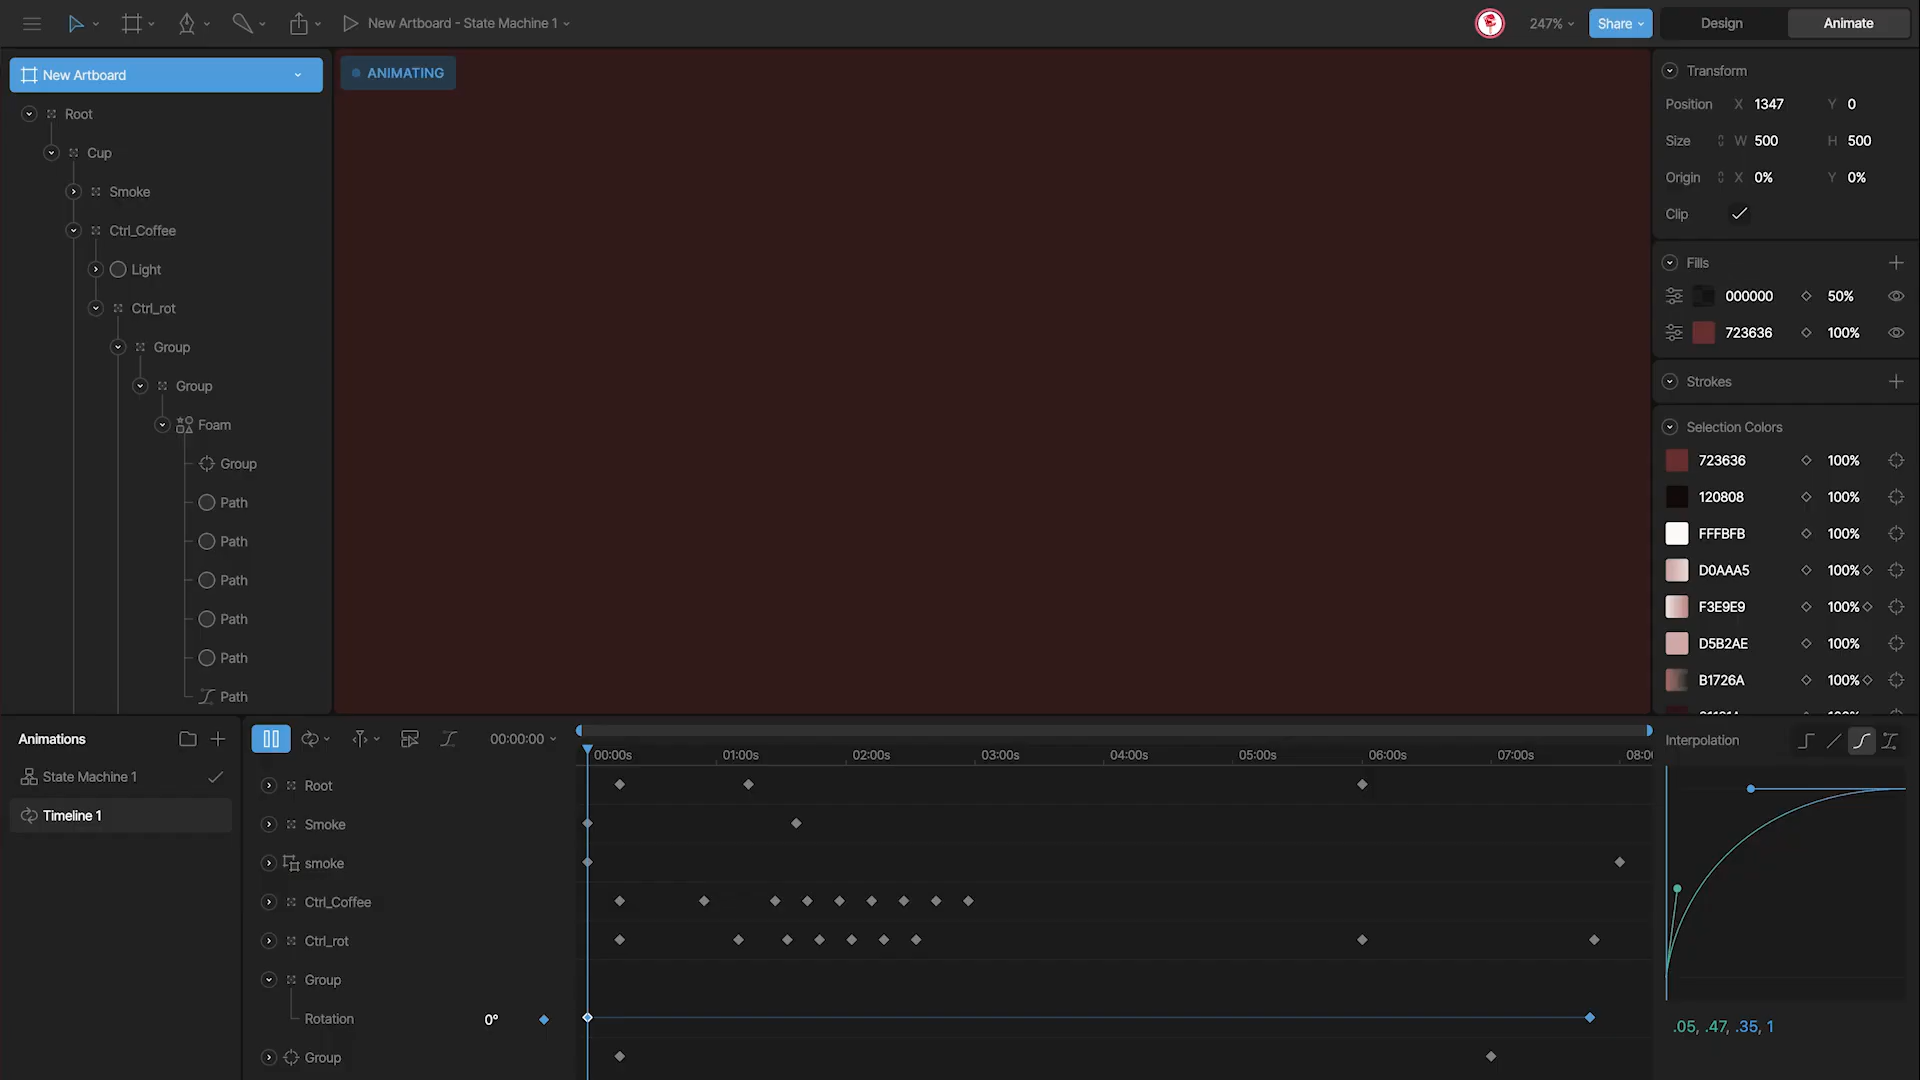 New Artboard - State Machine 1
247%
Share
Design
Animate
New Artboard
Root
Cup
Smoke
Ctrl_Coffee
Light
Ctrl_rot
Group
Group
Foam
Group
Path
Path
Path
Path
Path
Path
ANIMATING
Transform
Position X 1347 Y 0
Size W 500 H 500
Origin X 0% Y 0%
Clip
Fills
000000 50%
723636 100%
Strokes
Selection Colors
723636 100%
120808 100%
FFFBFB 100%
D0AAA5 100%
F3E9E9 100%
D5B2AE 100%
B1726A 100%
Animations
State Machine 1
Timeline 1
00:00:00
00:00s 01:00s 02:00s 03:00s 04:00s 05:00s 06:00s 07:00s 08:0
Root
Smoke
smoke
Ctrl_Coffee
Ctrl_rot
Group
Rotation 0°
Group
Interpolation
.05, .47, .35, 1